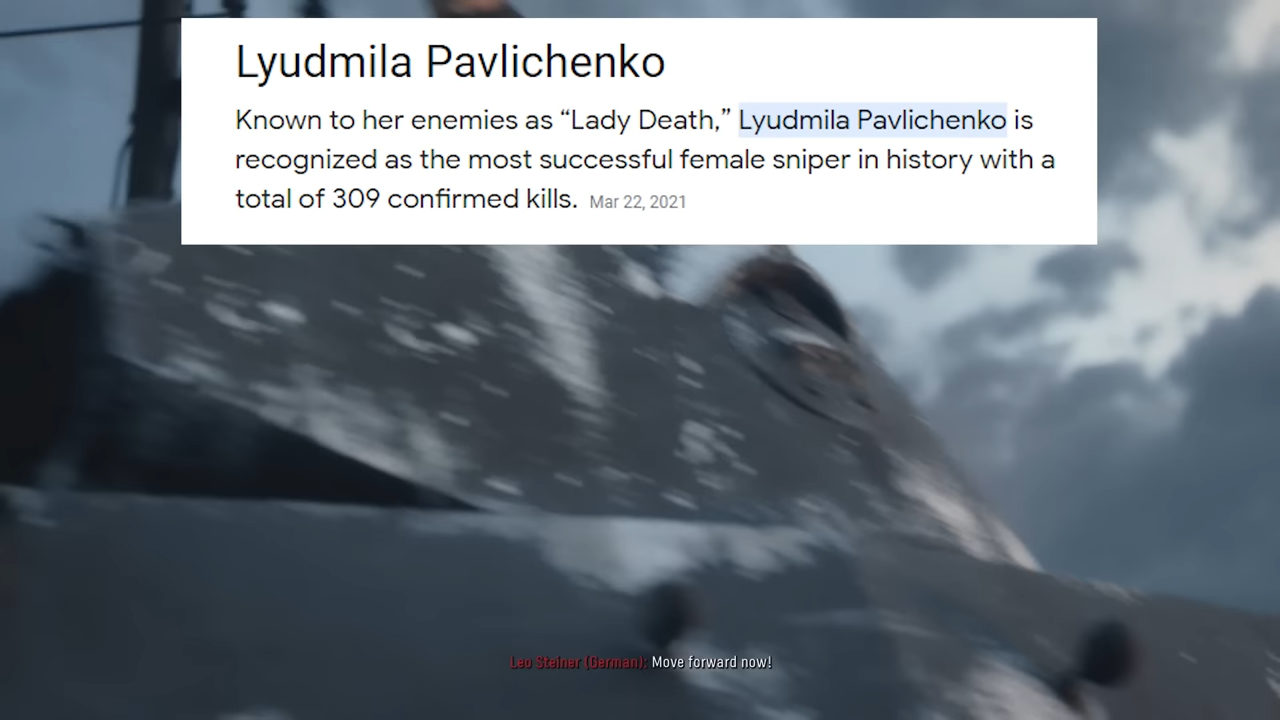 Lyudmila Pavlichenko
Known to her enemies as “Lady Death,” Lyudmila Pavlichenko is
recognized as the most successful female sniper in history with a
total of 309 confirmed kills. Mar 22, 2021
Leo Steiner (German): Move forward now!